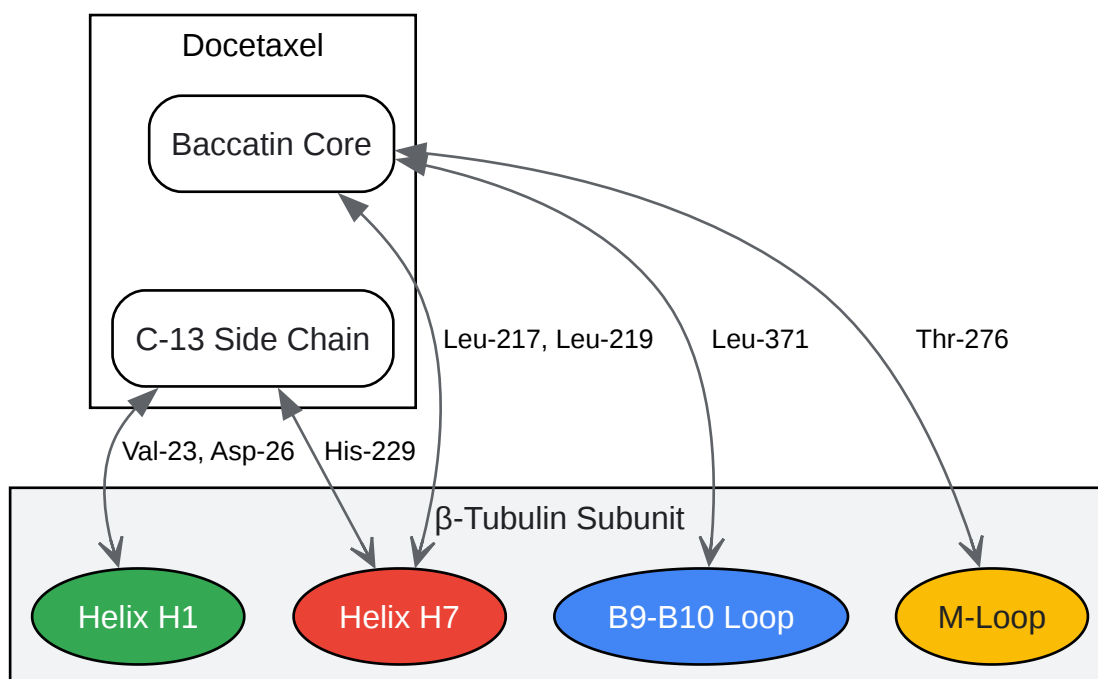 Docetaxel
Baccatin Core
C-13 Side Chain
Leu-217, Leu-219
Leu-371
Thr-276
Val-23, Asp-26
His-229
β-Tubulin Subunit
Helix H1
Helix H7
B9-B10 Loop
M-Loop